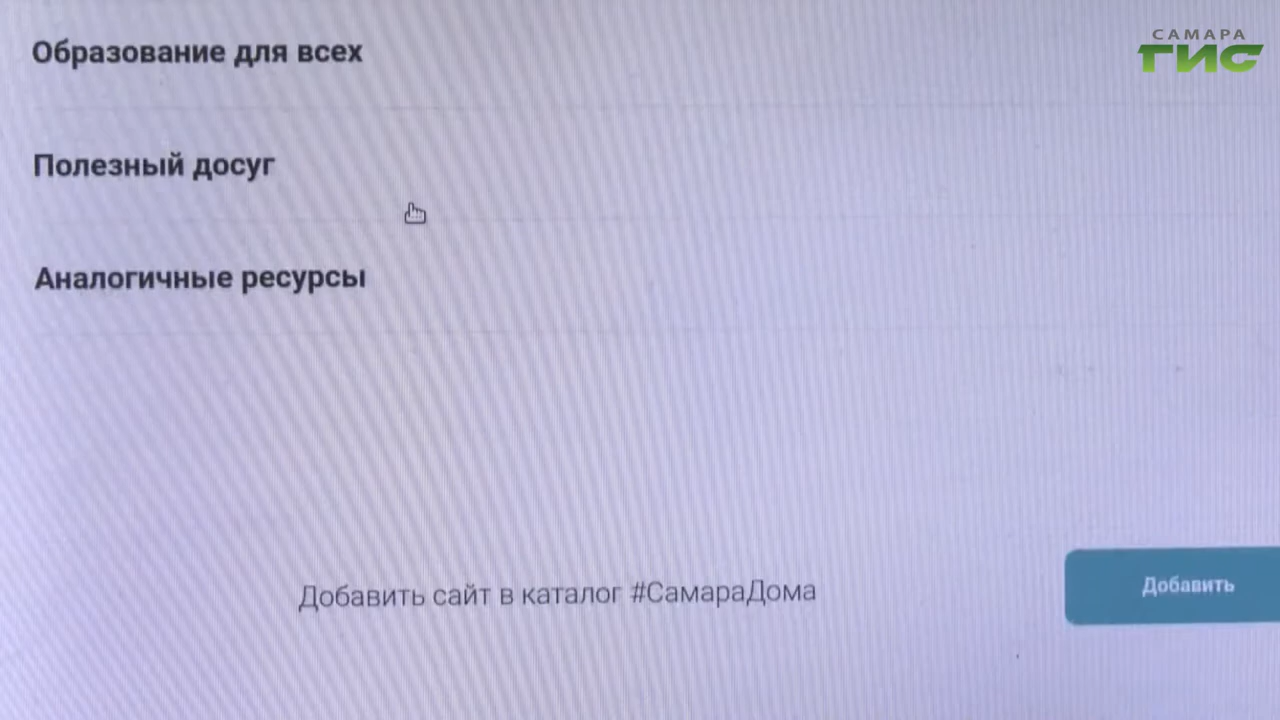 Образование для всех
САМАРА
ГИС
Полезный досуг
Аналогичные ресурсы
Добавить сайт в каталог #СамараДома
Добавить